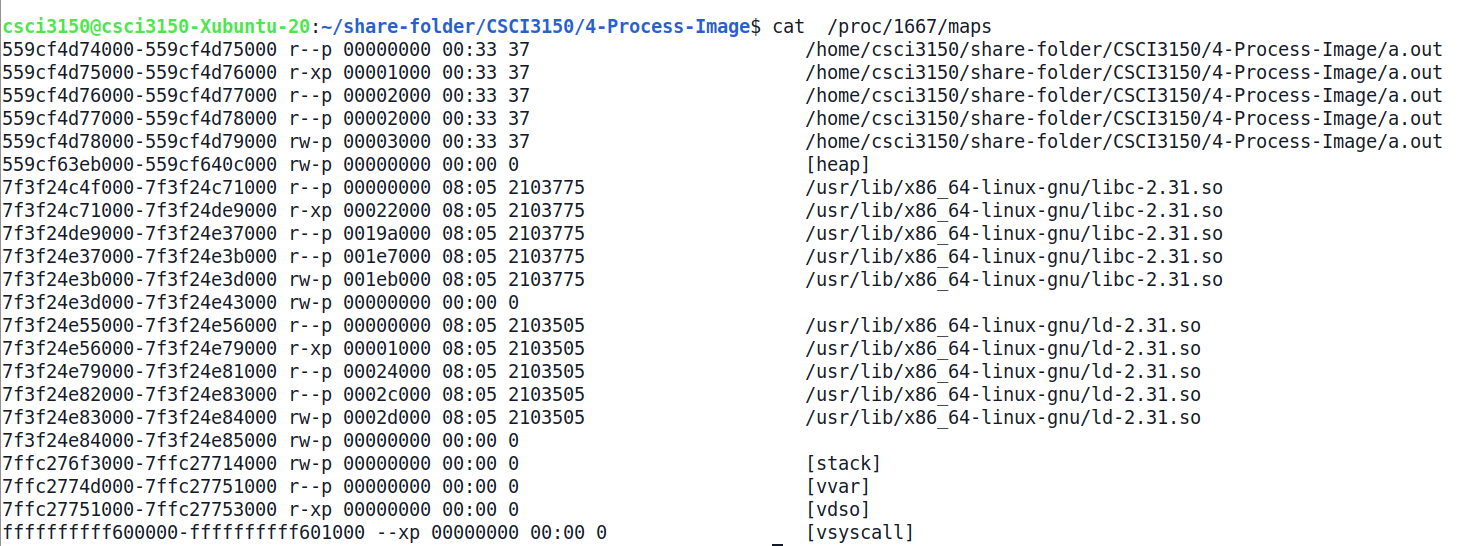 csci3150@csci3150-Xubuntu-20:~/share-folder/CSCI3150/4-Process-Image$ cat  /proc/1667/maps
559cf4d74000-559cf4d75000 r--p 00000000 00:33 37                         /home/csci3150/share-folder/CSCI3150/4-Process-Image/a.out
559cf4d75000-559cf4d76000 r-xp 00001000 00:33 37                         /home/csci3150/share-folder/CSCI3150/4-Process-Image/a.out
559cf4d76000-559cf4d77000 r--p 00002000 00:33 37                         /home/csci3150/share-folder/CSCI3150/4-Process-Image/a.out
559cf4d77000-559cf4d78000 r--p 00002000 00:33 37                         /home/csci3150/share-folder/CSCI3150/4-Process-Image/a.out
559cf4d78000-559cf4d79000 rw-p 00003000 00:33 37                         /home/csci3150/share-folder/CSCI3150/4-Process-Image/a.out
559cf63eb000-559cf640c000 rw-p 00000000 00:00 0                          [heap]
7f3f24c4f000-7f3f24c71000 r--p 00000000 08:05 2103775                    /usr/lib/x86_64-linux-gnu/libc-2.31.so
7f3f24c71000-7f3f24de9000 r-xp 00022000 08:05 2103775                    /usr/lib/x86_64-linux-gnu/libc-2.31.so
7f3f24de9000-7f3f24e37000 r--p 0019a000 08:05 2103775                    /usr/lib/x86_64-linux-gnu/libc-2.31.so
7f3f24e37000-7f3f24e3b000 r--p 001e7000 08:05 2103775                    /usr/lib/x86_64-linux-gnu/libc-2.31.so
7f3f24e3b000-7f3f24e3d000 rw-p 001eb000 08:05 2103775                    /usr/lib/x86_64-linux-gnu/libc-2.31.so
7f3f24e3d000-7f3f24e43000 rw-p 00000000 00:00 0
7f3f24e55000-7f3f24e56000 r--p 00000000 08:05 2103505                    /usr/lib/x86_64-linux-gnu/ld-2.31.so
7f3f24e56000-7f3f24e79000 r-xp 00001000 08:05 2103505                    /usr/lib/x86_64-linux-gnu/ld-2.31.so
7f3f24e79000-7f3f24e81000 r--p 00024000 08:05 2103505                    /usr/lib/x86_64-linux-gnu/ld-2.31.so
7f3f24e82000-7f3f24e83000 r--p 0002c000 08:05 2103505                    /usr/lib/x86_64-linux-gnu/ld-2.31.so
7f3f24e83000-7f3f24e84000 rw-p 0002d000 08:05 2103505                    /usr/lib/x86_64-linux-gnu/ld-2.31.so
7f3f24e84000-7f3f24e85000 rw-p 00000000 00:00 0
7ffc276f3000-7ffc27714000 rw-p 00000000 00:00 0                          [stack]
7ffc2774d000-7ffc27751000 r--p 00000000 00:00 0                          [vvar]
7ffc27751000-7ffc27753000 r-xp 00000000 00:00 0                          [vdso]
ffffffffff600000-ffffffffff601000 --xp 00000000 00:00 0                  [vsyscall]